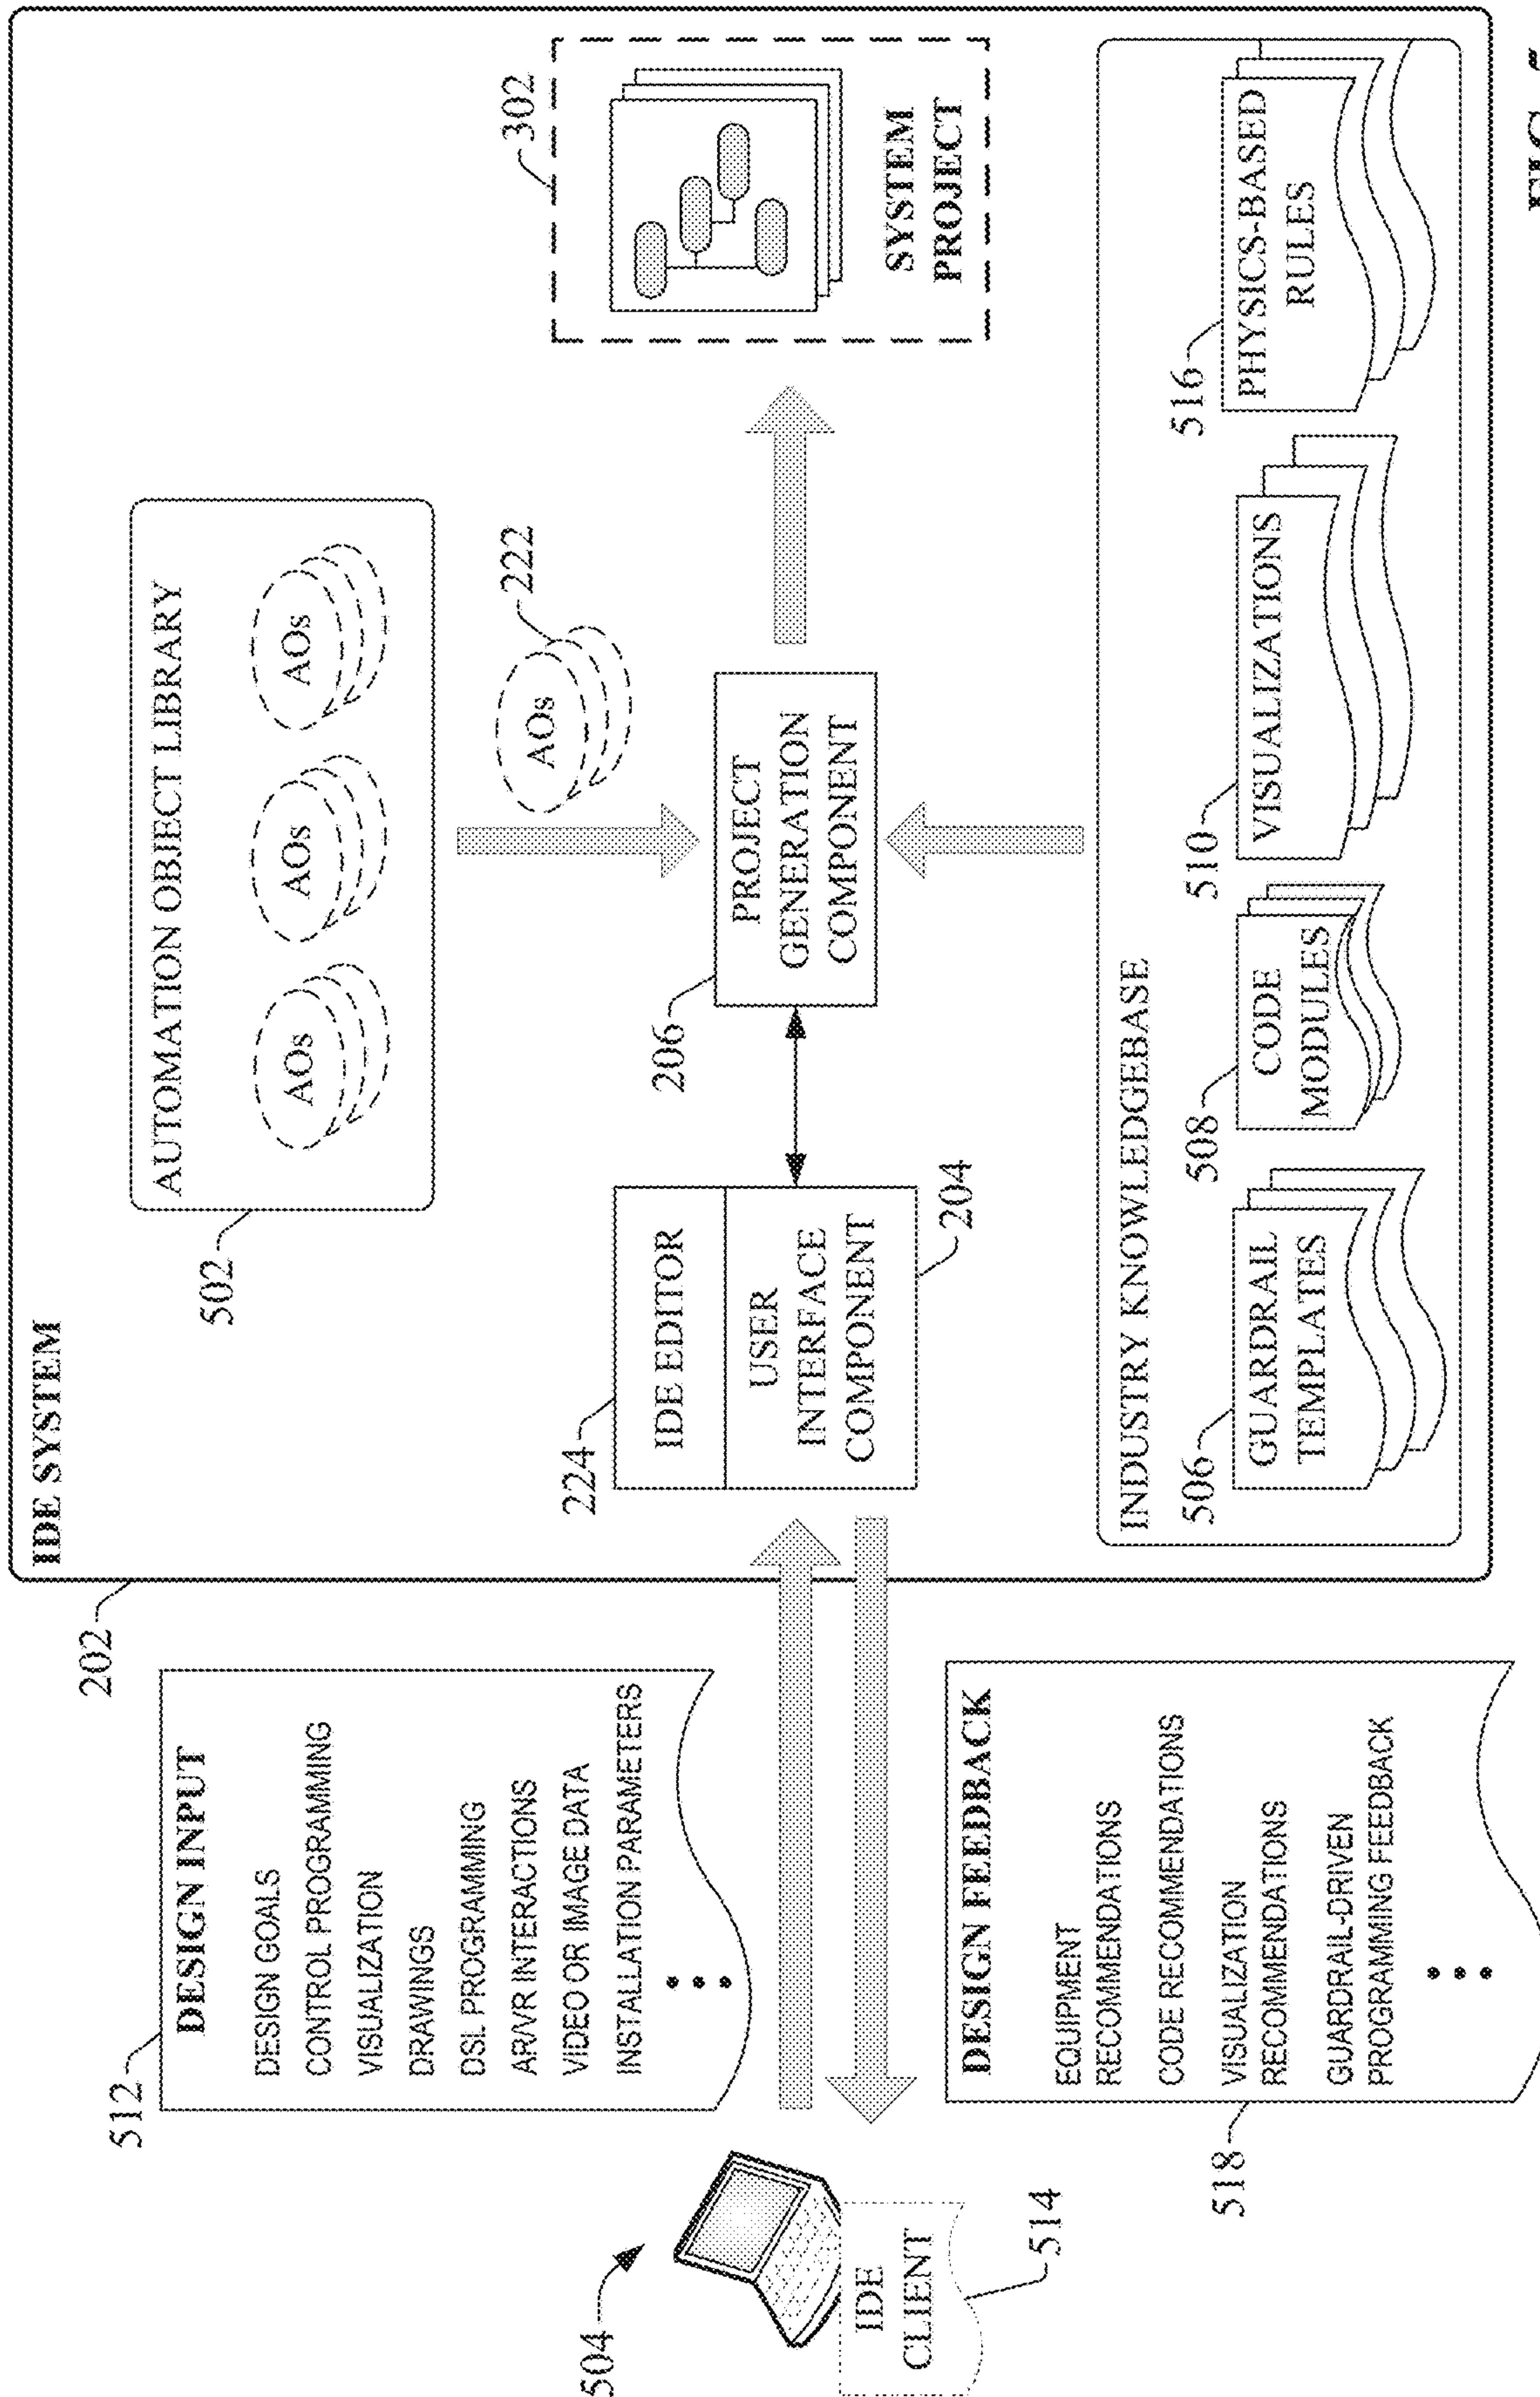 512
DESIGN INPUT
DESIGN GOALS
CONTROL PROGRAMMING
VISUALIZATION
DRAWINGS
DSL PROGRAMMING
AR/VR INTERACTIONS
VIDEO OR IMAGE DATA
INSTALLATION PARAMETERS
504
IDE
CLIENT
514
518
DESIGN FEEDBACK
EQUIPMENT
RECOMMENDATIONS
CODE RECOMMENDATIONS
VISUALIZATION
RECOMMENDATIONS
GUARDRAIL-DRIVEN
PROGRAMMING FEEDBACK
202
IDE SYSTEM
502
AUTOMATION OBJECT LIBRARY
AOs
AOs
AOs
AOs
222
224
IDE EDITOR
USER
INTERFACE
COMPONENT
204
206
PROJECT
GENERATION
COMPONENT
302
SYSTEM
PROJECT
INDUSTRY KNOWLEDGEBASE
506
GUARDRAIL
TEMPLATES
508
CODE
MODULES
510
VISUALIZATIONS
516
PHYSICS-BASED
RULES